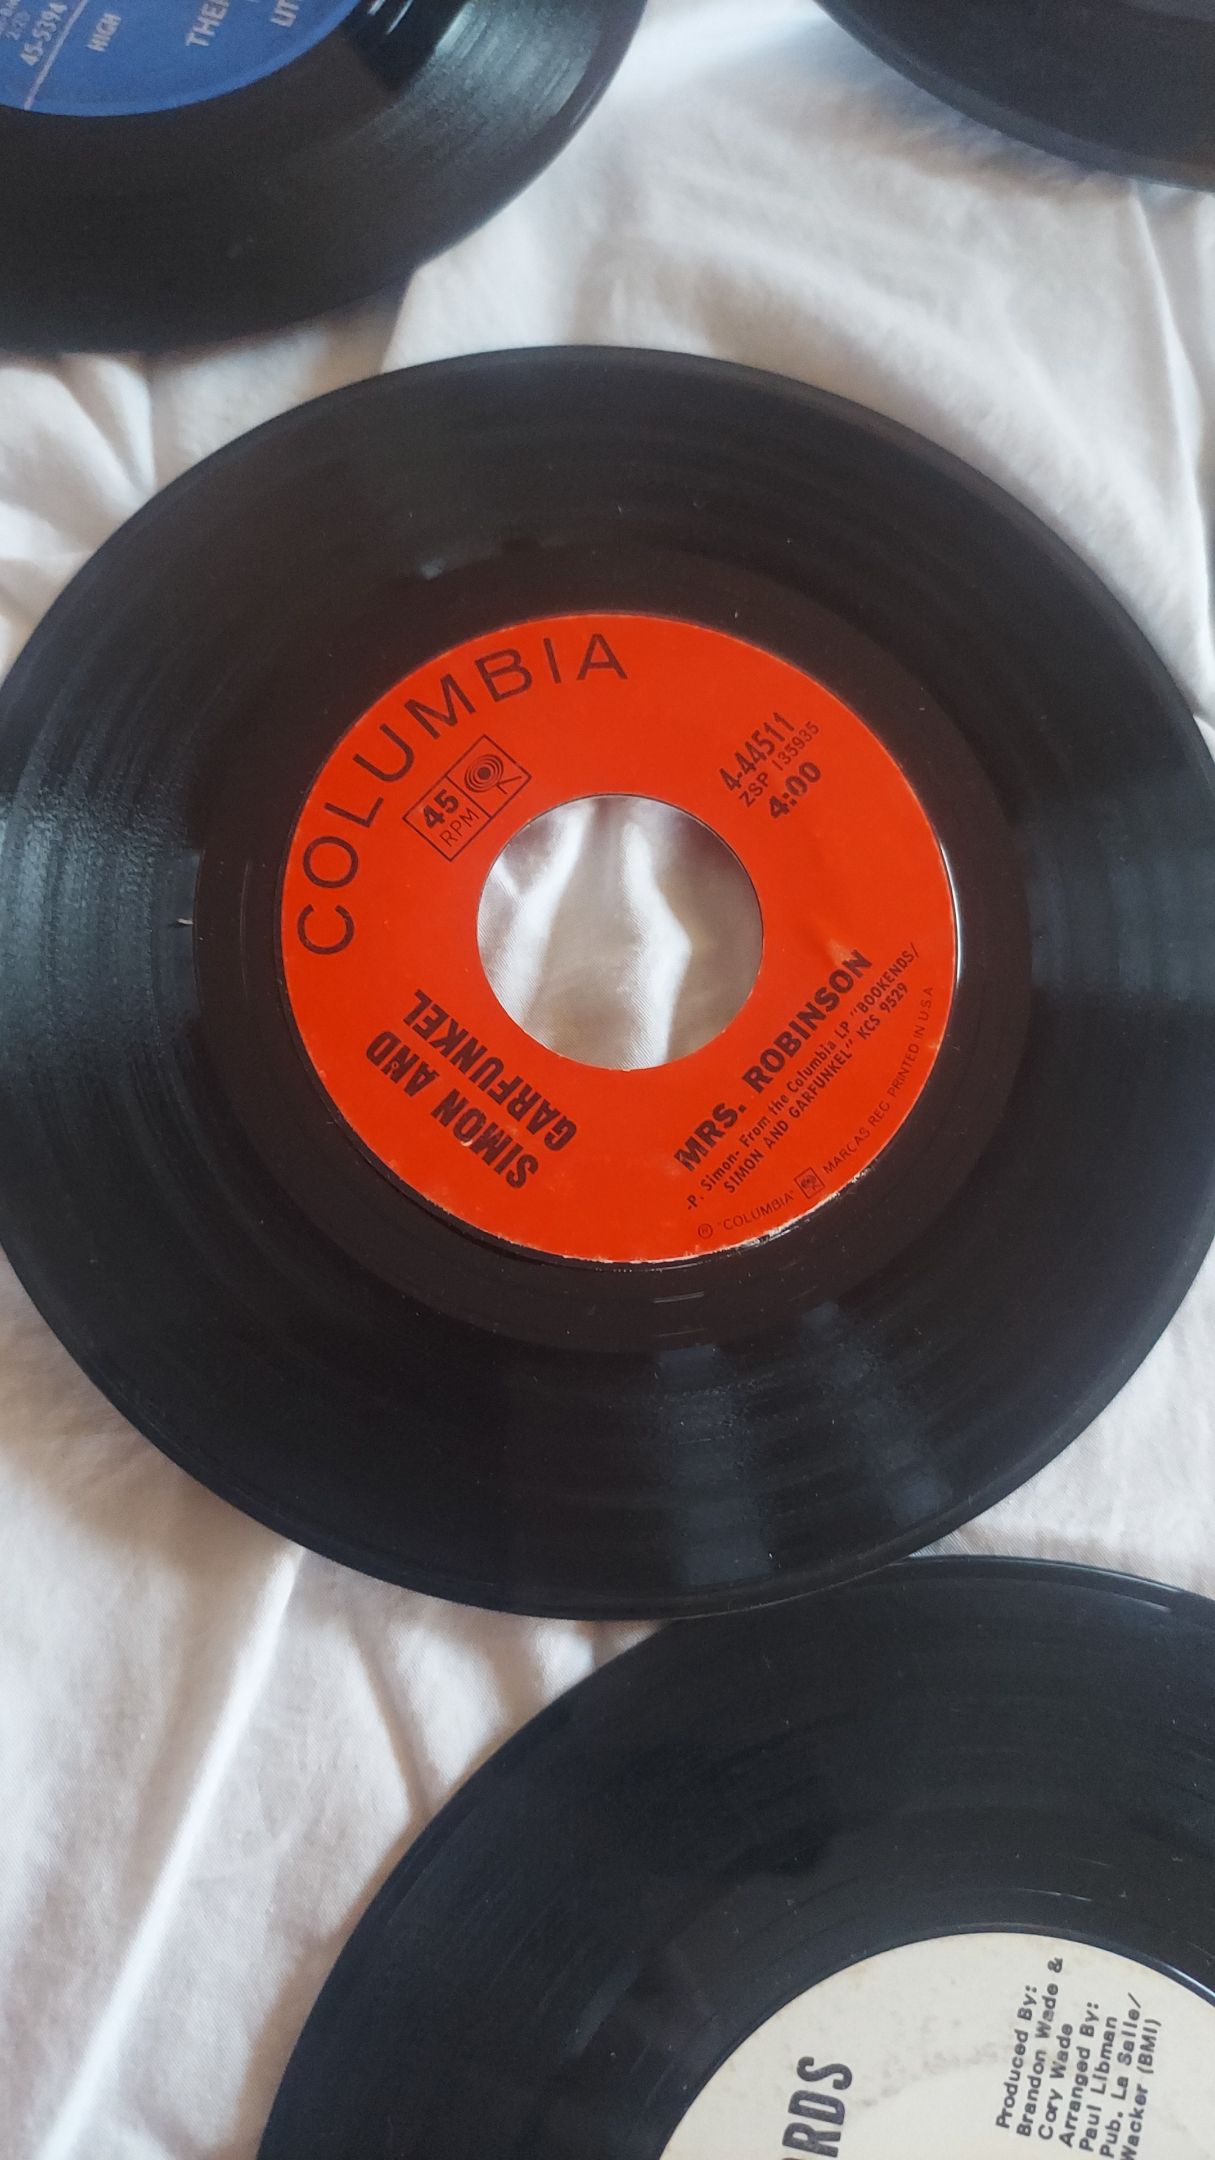 45-5394
HIGH
COLUMBIA
45
RPM
4-44511
ZSP 135935
4:00
SIMON AND
GARFUNKEL
MRS. ROBINSON
-P. Simon- From the Columbia LP "BOOKENDS/
SIMON AND GARFUNKEL" KCS 9529
Ⓡ "COLUMBIA" MARCAS REG. PRINTED IN U.S.A.
Produced By:
Brandon Wade &
Cory Wade
Arranged By:
Paul Libman
Pub. La Salle/
Wacker (BMI)